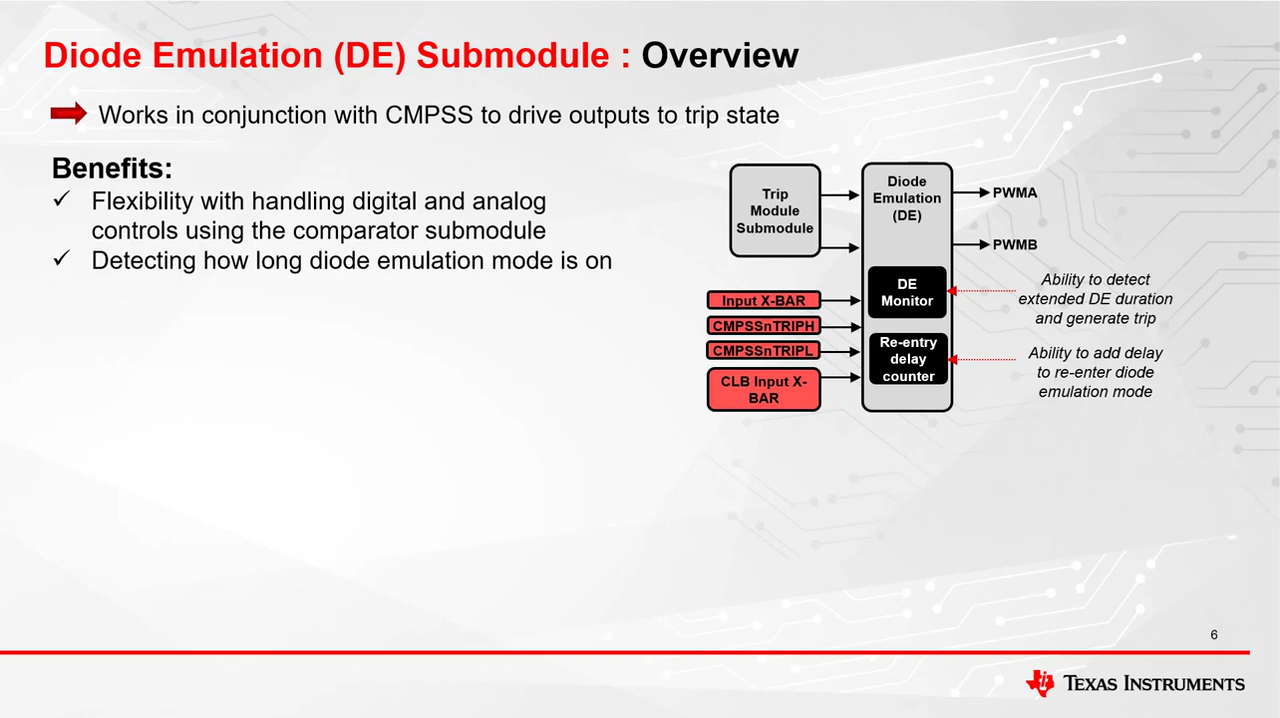 Diode Emulation (DE) Submodule : Overview
Works in conjunction with CMPSS to drive outputs to trip state
Benefits:
✓ Flexibility with handling digital and analog
controls using the comparator submodule
✓ Detecting how long diode emulation mode is on
Trip
Module
Submodule
Diode
Emulation
(DE)
PWMA
PWMB
DE
Monitor
Ability to detect
extended DE duration
and generate trip
Input X-BAR
CMPSSnTRIPH
CMPSSnTRIPL
CLB Input X-
BAR
Re-entry
delay
counter
Ability to add delay
to re-enter diode
emulation mode
6
TEXAS INSTRUMENTS